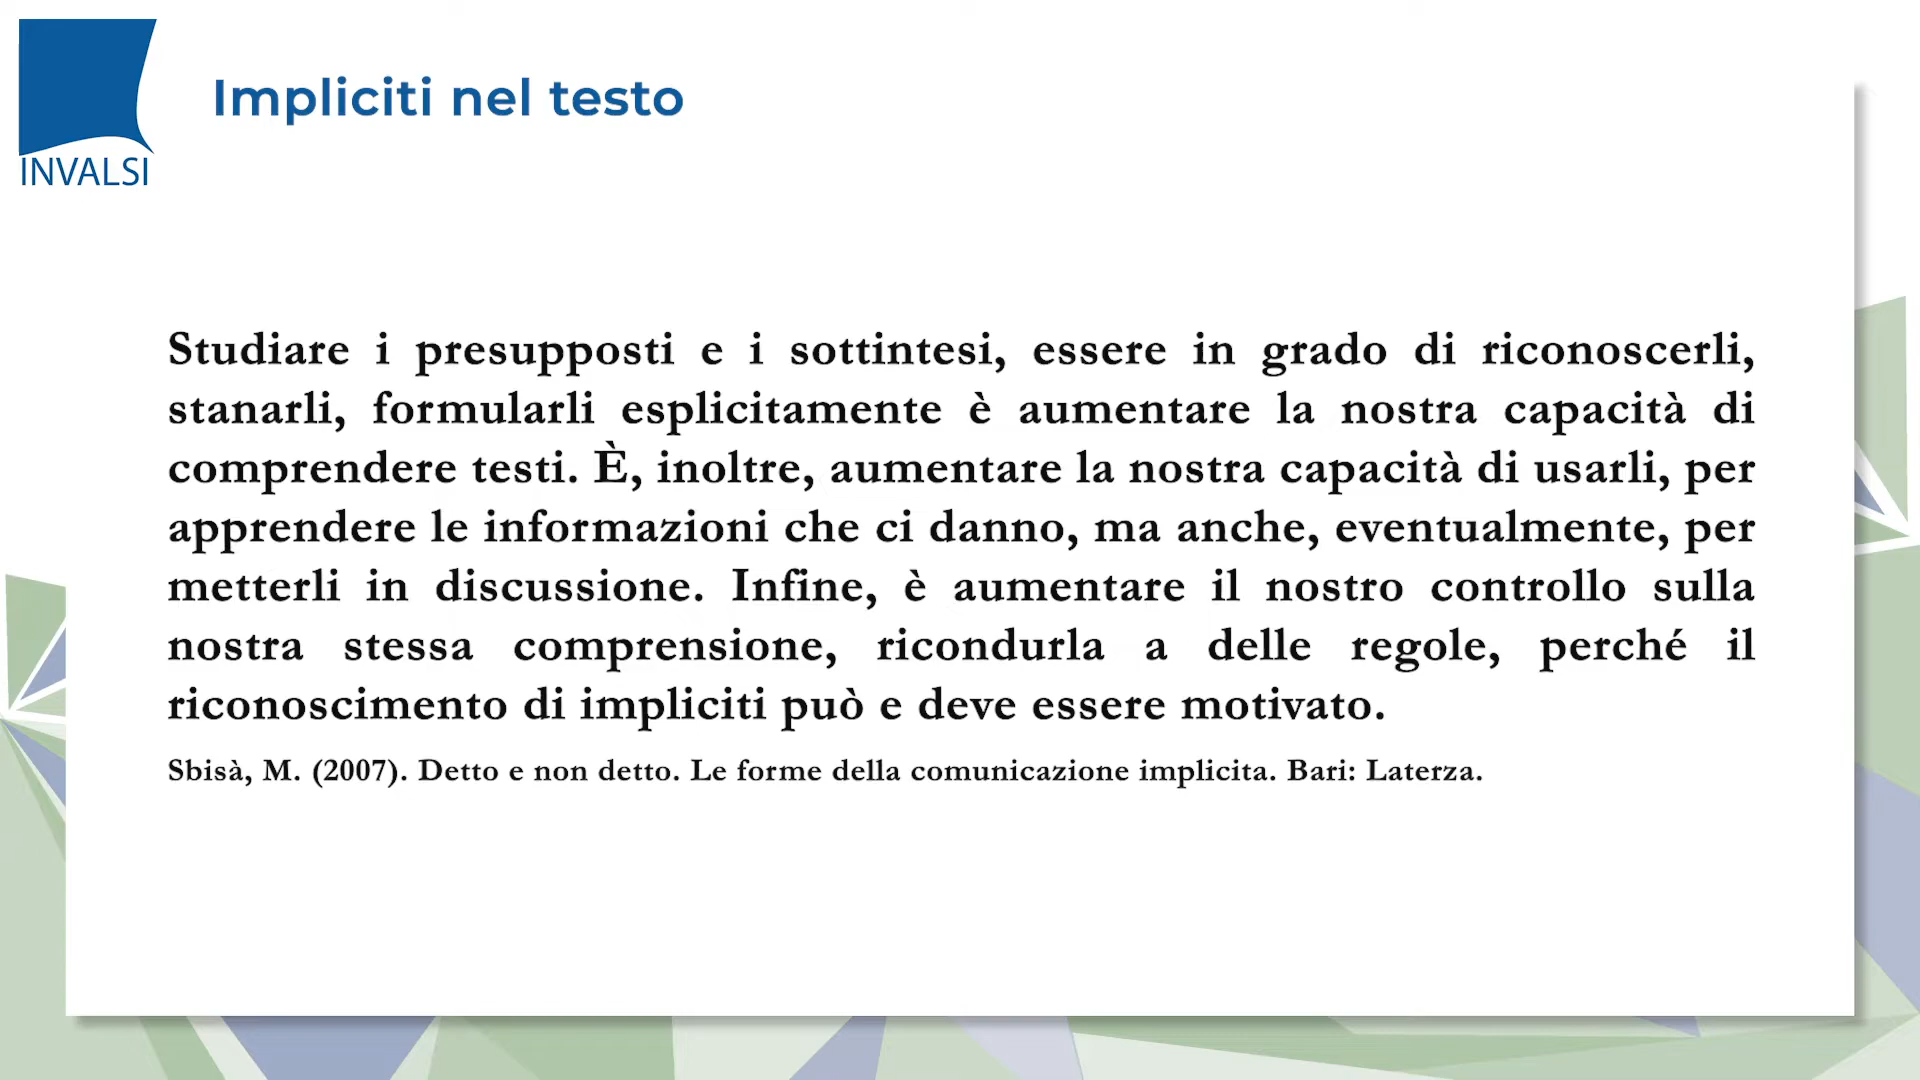 INVALSI
Impliciti nel testo
Studiare i presupposti e i sottintesi, essere in grado di riconoscerli,
stanarli, formularli esplicitamente è aumentare la nostra capacità di
comprendere testi. È, inoltre, aumentare la nostra capacità di usarli, per
apprendere le informazioni che ci danno, ma anche, eventualmente, per
metterli in discussione. Infine, è aumentare il nostro controllo sulla
nostra stessa comprensione, ricondurla a delle regole, perché il
riconoscimento di impliciti può e deve essere motivato.
Sbisà, M. (2007). Detto e non detto. Le forme della comunicazione implicita. Bari: Laterza.